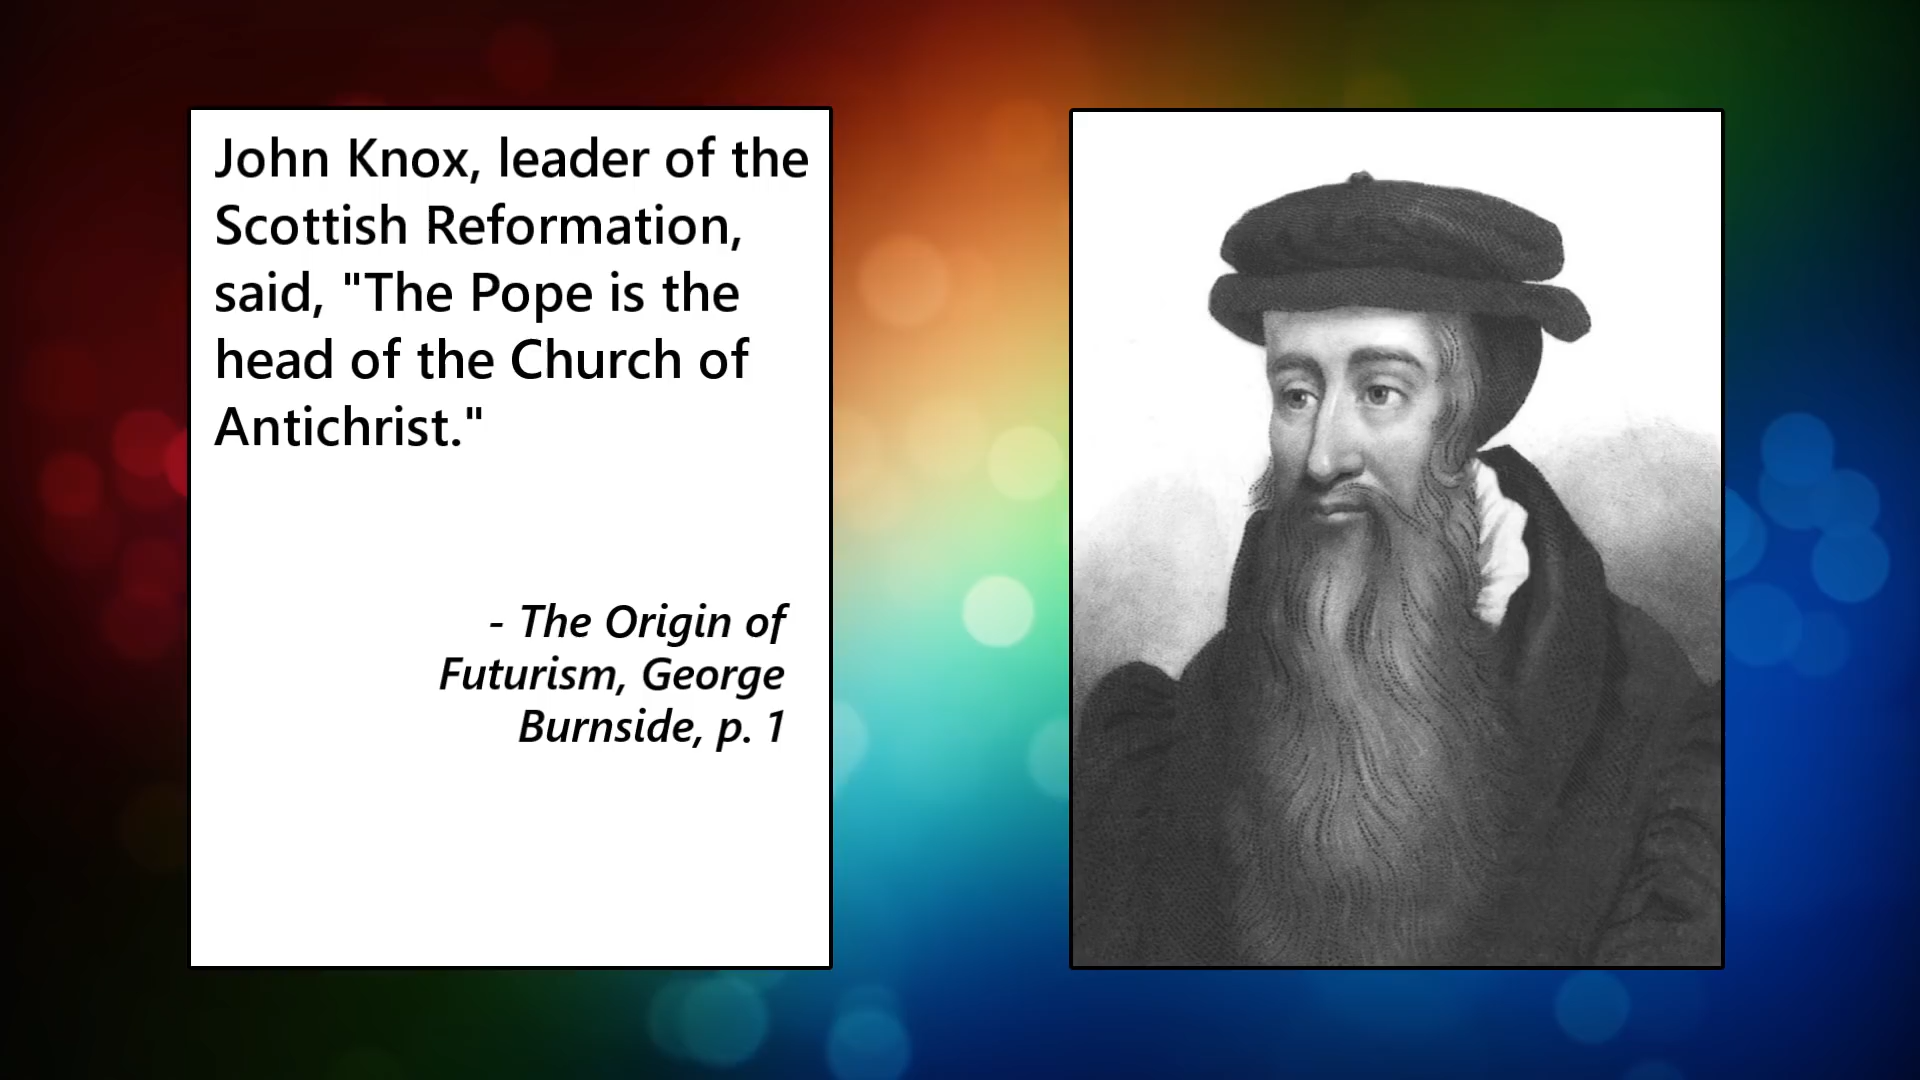 John Knox, leader of the
Scottish Reformation,
said, "The Pope is the
head of the Church of
Antichrist."
- The Origin of
Futurism, George
Burnside, p. 1